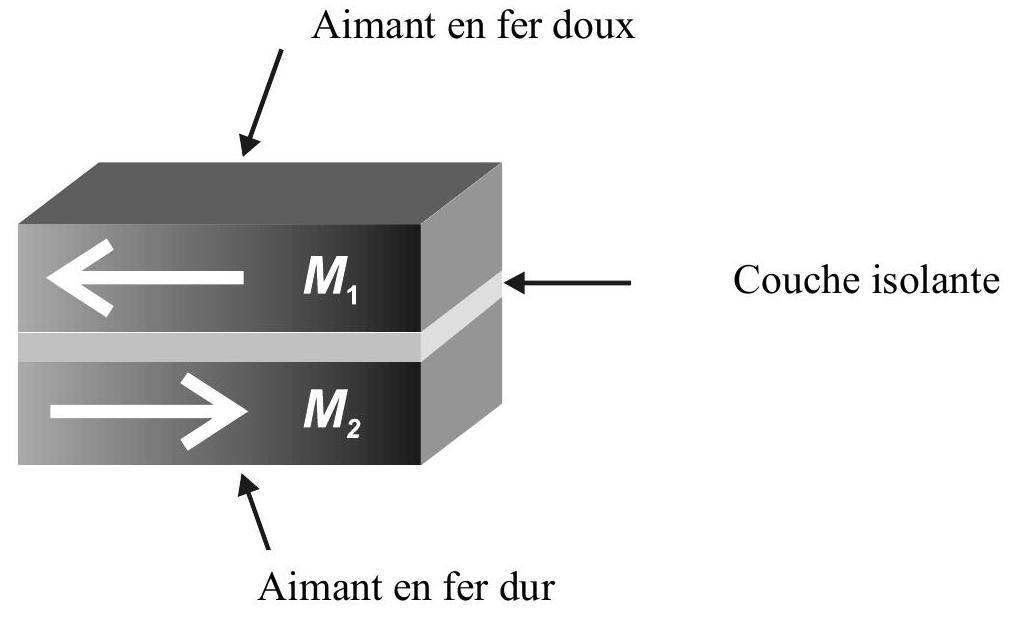 Aimant en fer doux
M1
Couche isolante
M2
Aimant en fer dur